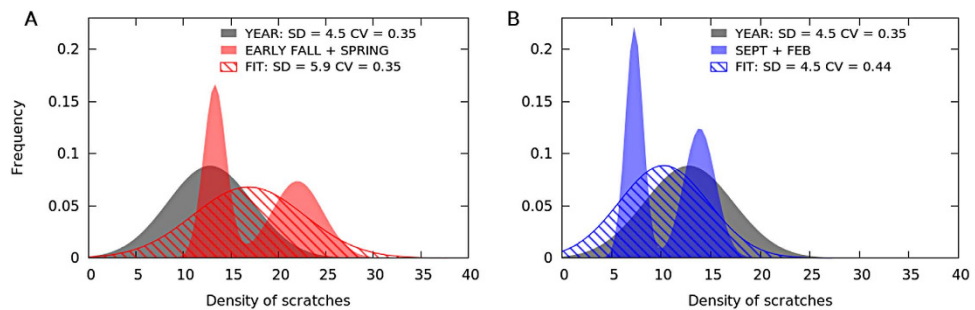 A
YEAR: SD = 4.5 CV = 0.35
EARLY FALL + SPRING
FIT: SD = 5.9 CV = 0.35
0.2
0.15
0.1
0.05
0
Frequency
0 5 10 15 20 25 30 35 40
Density of scratches
B
YEAR: SD = 4.5 CV = 0.35
SEPT + FEB
FIT: SD = 4.5 CV = 0.44
0.2
0.15
0.1
0.05
0
0 5 10 15 20 25 30 35 40
Density of scratches